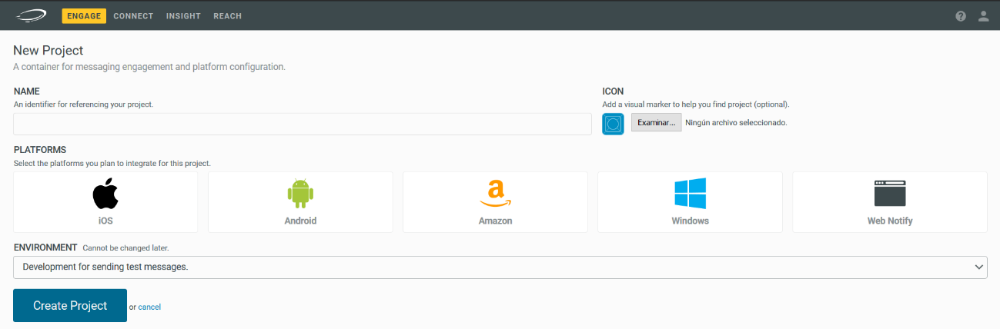 ENGAGE CONNECT INSIGHT REACH
New Project
A container for messaging engagement and platform configuration.
NAME
An identifier for referencing your project.
ICON
Add a visual marker to help you find project (optional).
Examinar... Ningún archivo seleccionado.
PLATFORMS
Select the platforms you plan to integrate for this project.
iOS Android Amazon Windows Web Notify
ENVIRONMENT Cannot be changed later.
Development for sending test messages.
Create Project or cancel